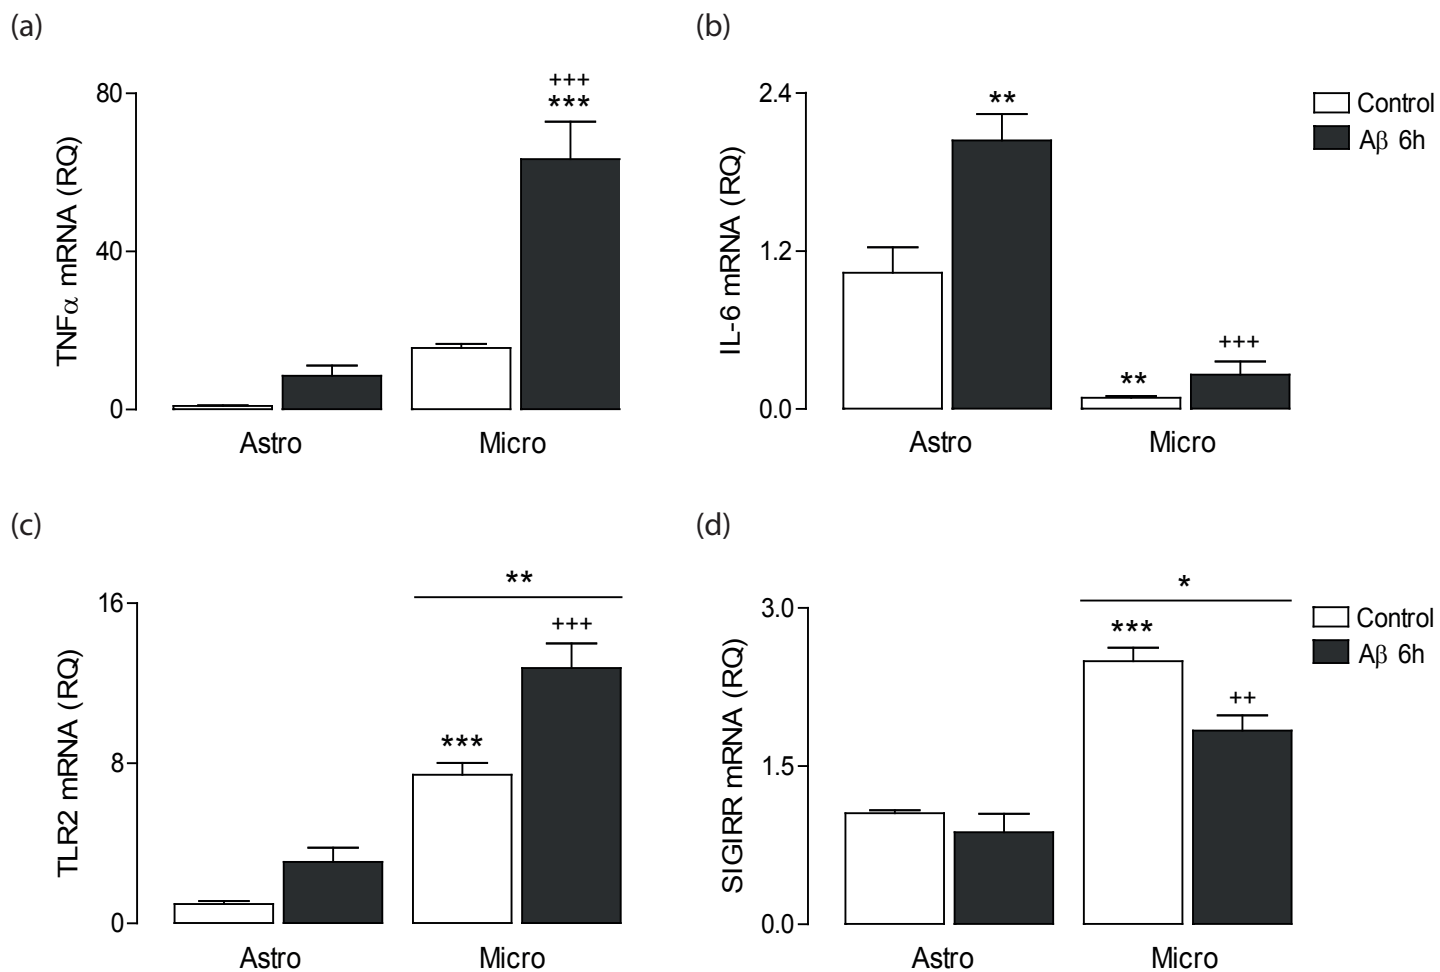 (a)
TNFα mRNA (RQ)
80
40
0
+++
***
Astro
Micro
(b)
IL-6 mRNA (RQ)
2.4
1.2
0.0
**
**
+++
Astro
Micro
Control
Aβ 6h
(c)
TLR2 mRNA (RQ)
16
8
0
**
***
+++
Astro
Micro
(d)
SIGIRR mRNA (RQ)
3.0
1.5
0.0
*
***
++
Astro
Micro
Control
Aβ 6h